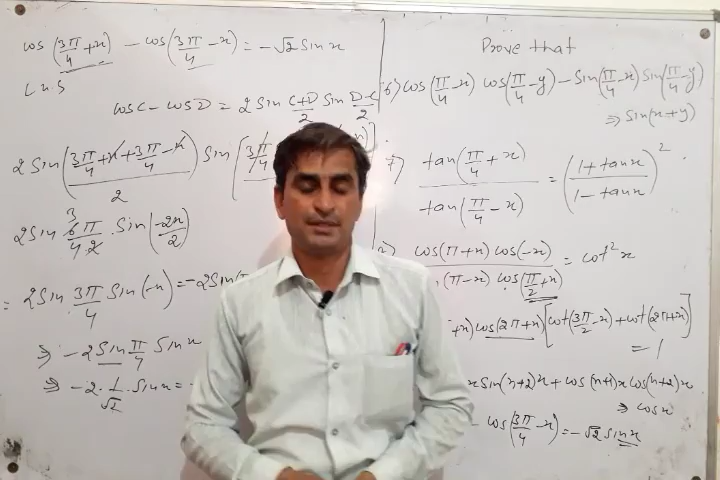 cos (3π/4 + x) - cos (3π/4 - x) = -√2 sin x
L H S
cos C - cos D = 2 Sin C+D/2 Sin D-C/2
2 Sin (3π/4 + x + 3π/4 - x / 2) Sin (3π/4
2 Sin 6π/4.2 3 . Sin (-2x/2)
= 2 Sin . 3π/4 Sin (-x) = -2 Sin (π
⇒ -2 Sin π/4 Sin x
⇒ -2 . 1/√2 . Sin x = -
Prove that
6) cos (π/4 - x) cos (π/4 - y) - Sin (π/4 - x) Sin (π/4 - y)
⇒ Sin (x + y)
7) tan (π/4 + x) / tan (π/4 - x) = (1 + tan x / 1 - tan x)²
cos (π + x) cos (-x) / (π - x) cos (π/2 + x) = cot² x
+ x) cos (2π + x) [cot (3π/2 - x) + cot (2π + x)]
= 1
x Sin (n+2) x + cos (n+1) x cos (n+2) x
⇒ cos x
- cos (3π/4 - x) = -√2 sin x